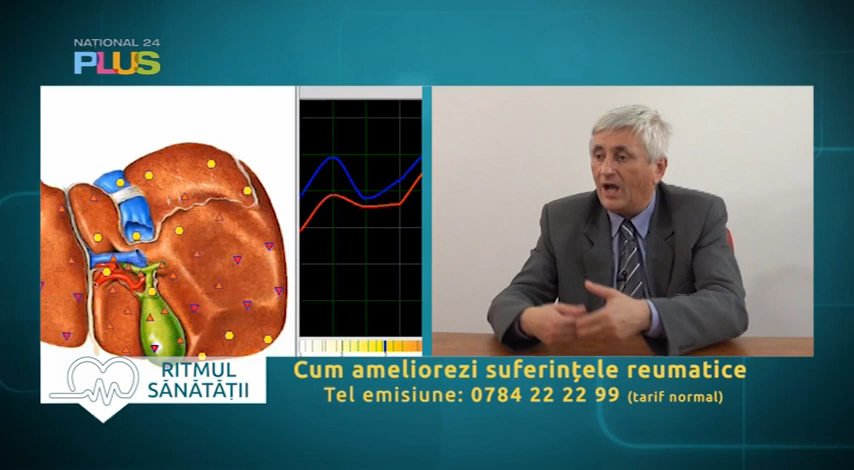 NATIONAL 24
PLUS
RITMUL
SĂNĂTĂȚII
Cum ameliorezi suferințele reumatice
Tel emisiune: 0784 22 22 99 (tarif normal)